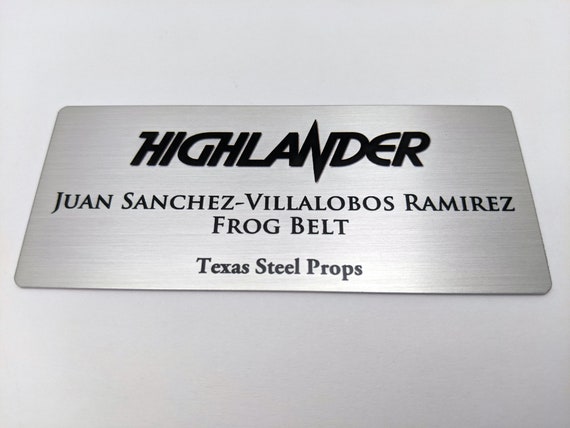 HIGHLANDER
JUAN SANCHEZ-VILLALOBOS RAMIREZ
FROG BELT
Texas Steel Props